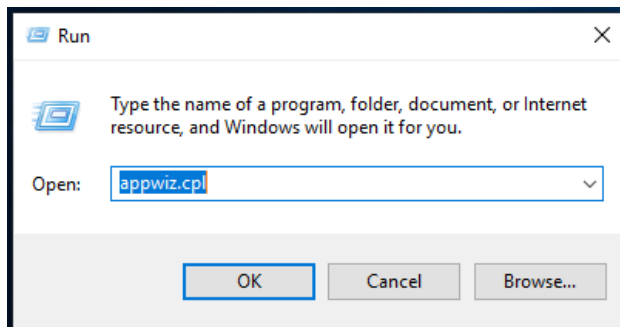 Run
Type the name of a program, folder, document, or Internet
resource, and Windows will open it for you.
Open: appwiz.cpl
OK Cancel Browse...